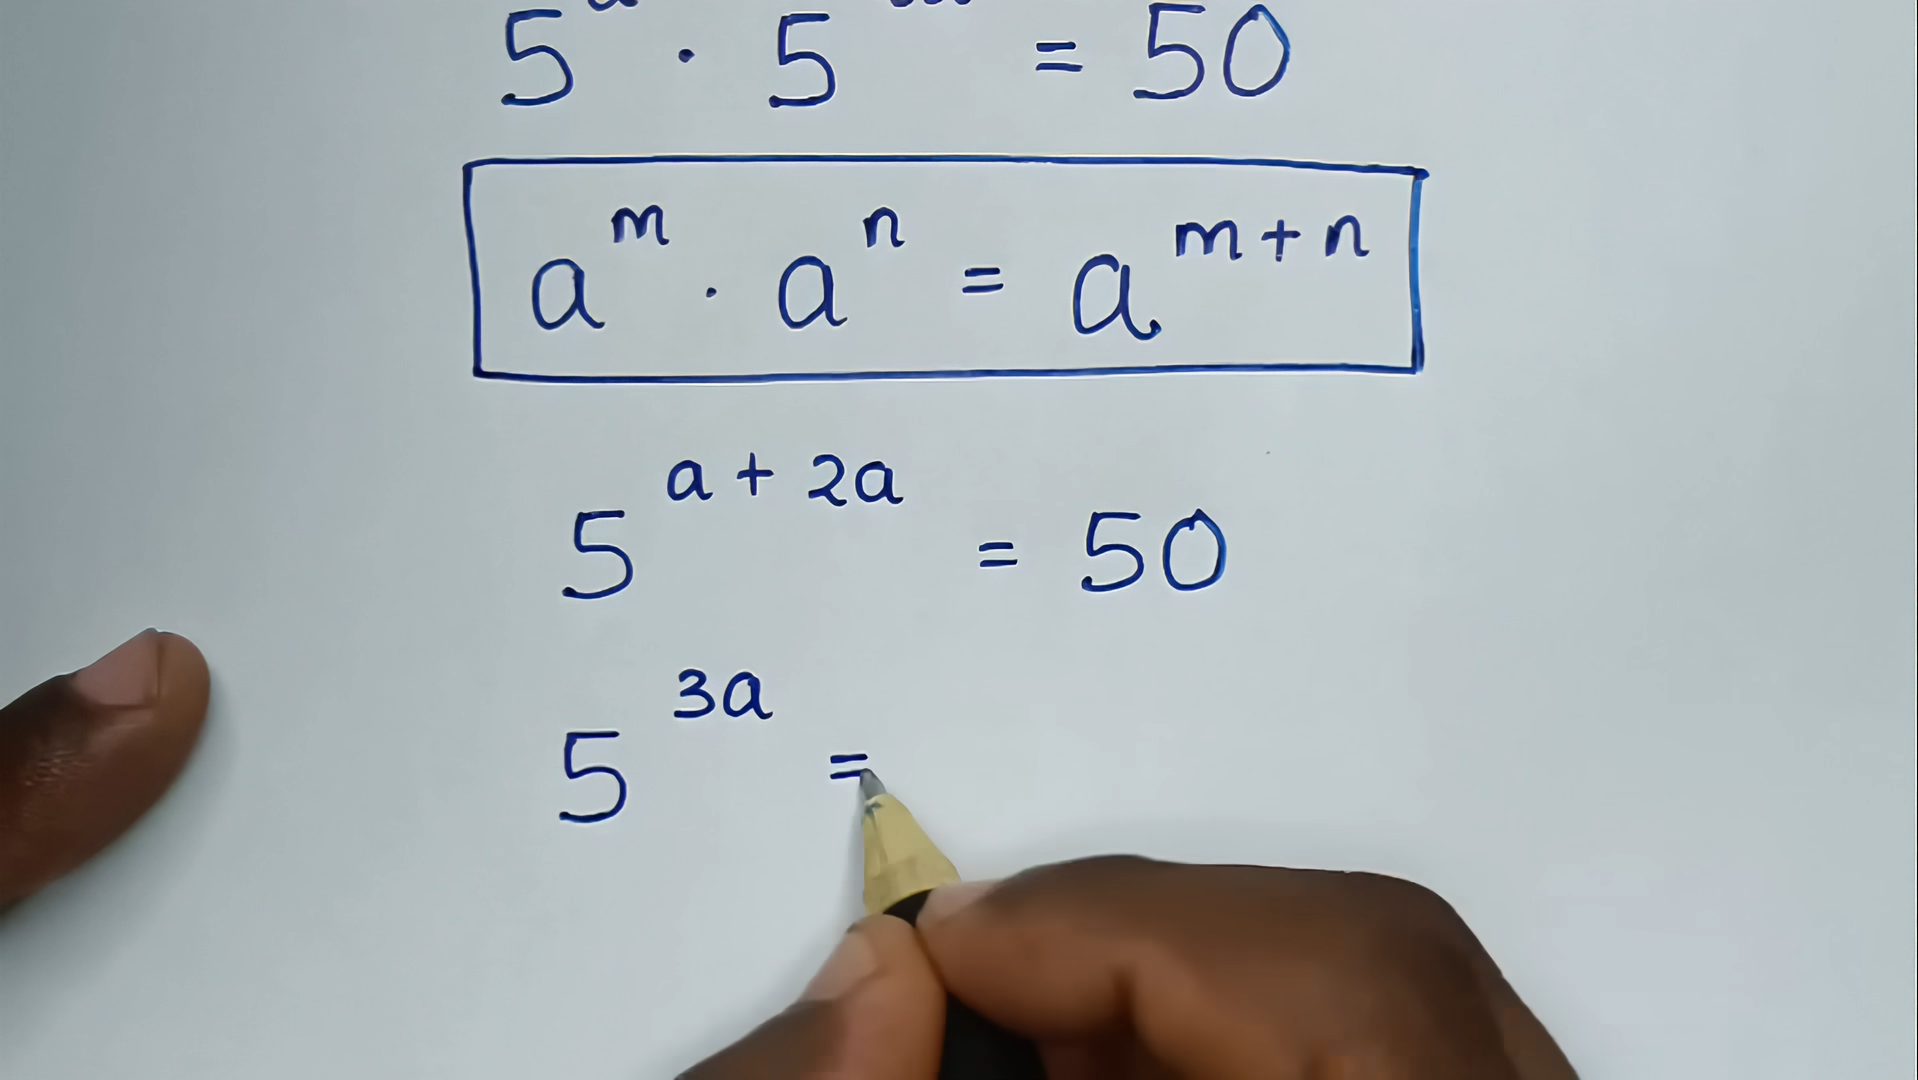 5 · 5 = 50
a^m · a^n = a^{m+n}
5^{a+2a} = 50
5^{3a} =